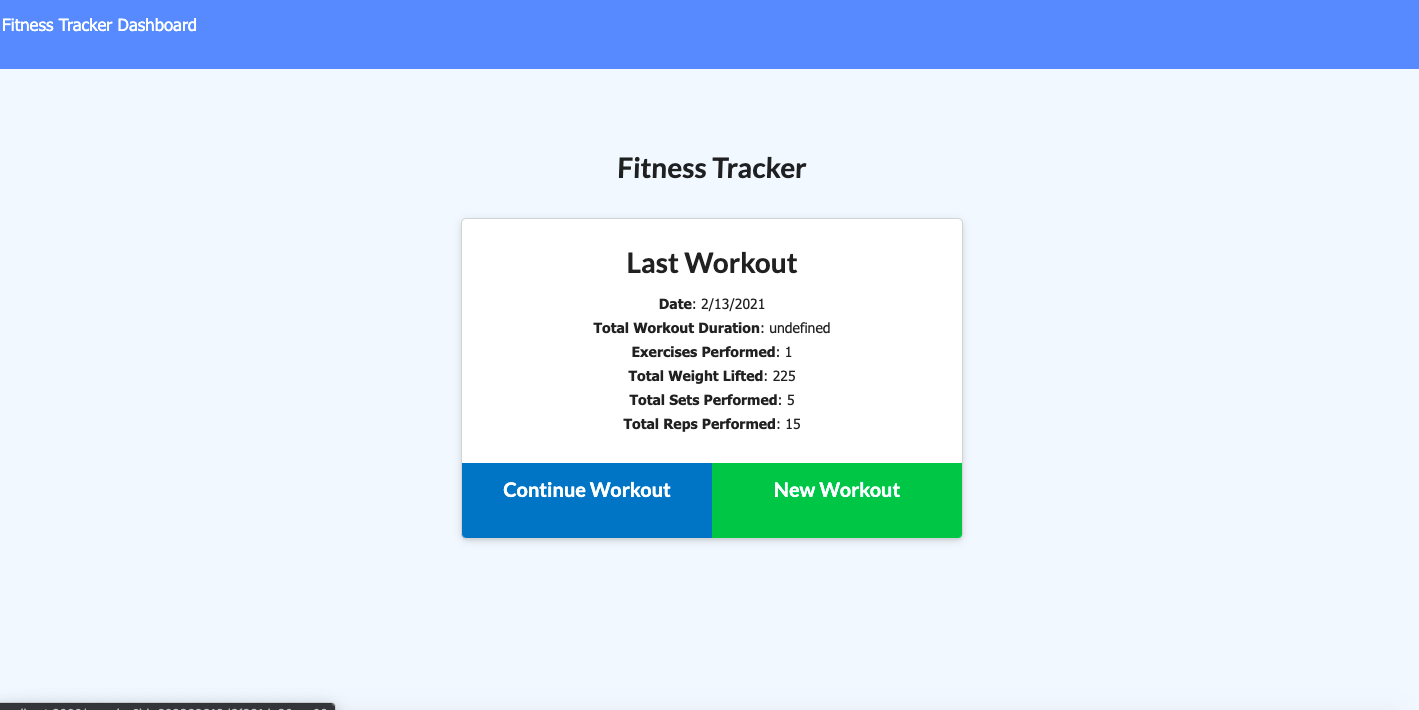 Fitness Tracker Dashboard
Fitness Tracker
Last Workout
Date: 2/13/2021
Total Workout Duration: undefined
Exercises Performed: 1
Total Weight Lifted: 225
Total Sets Performed: 5
Total Reps Performed: 15
Continue Workout New Workout